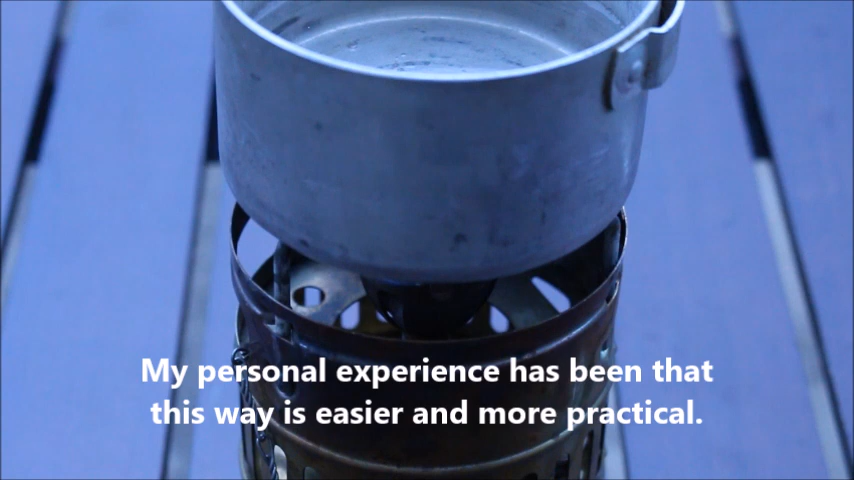 My personal experience has been that
this way is easier and more practical.